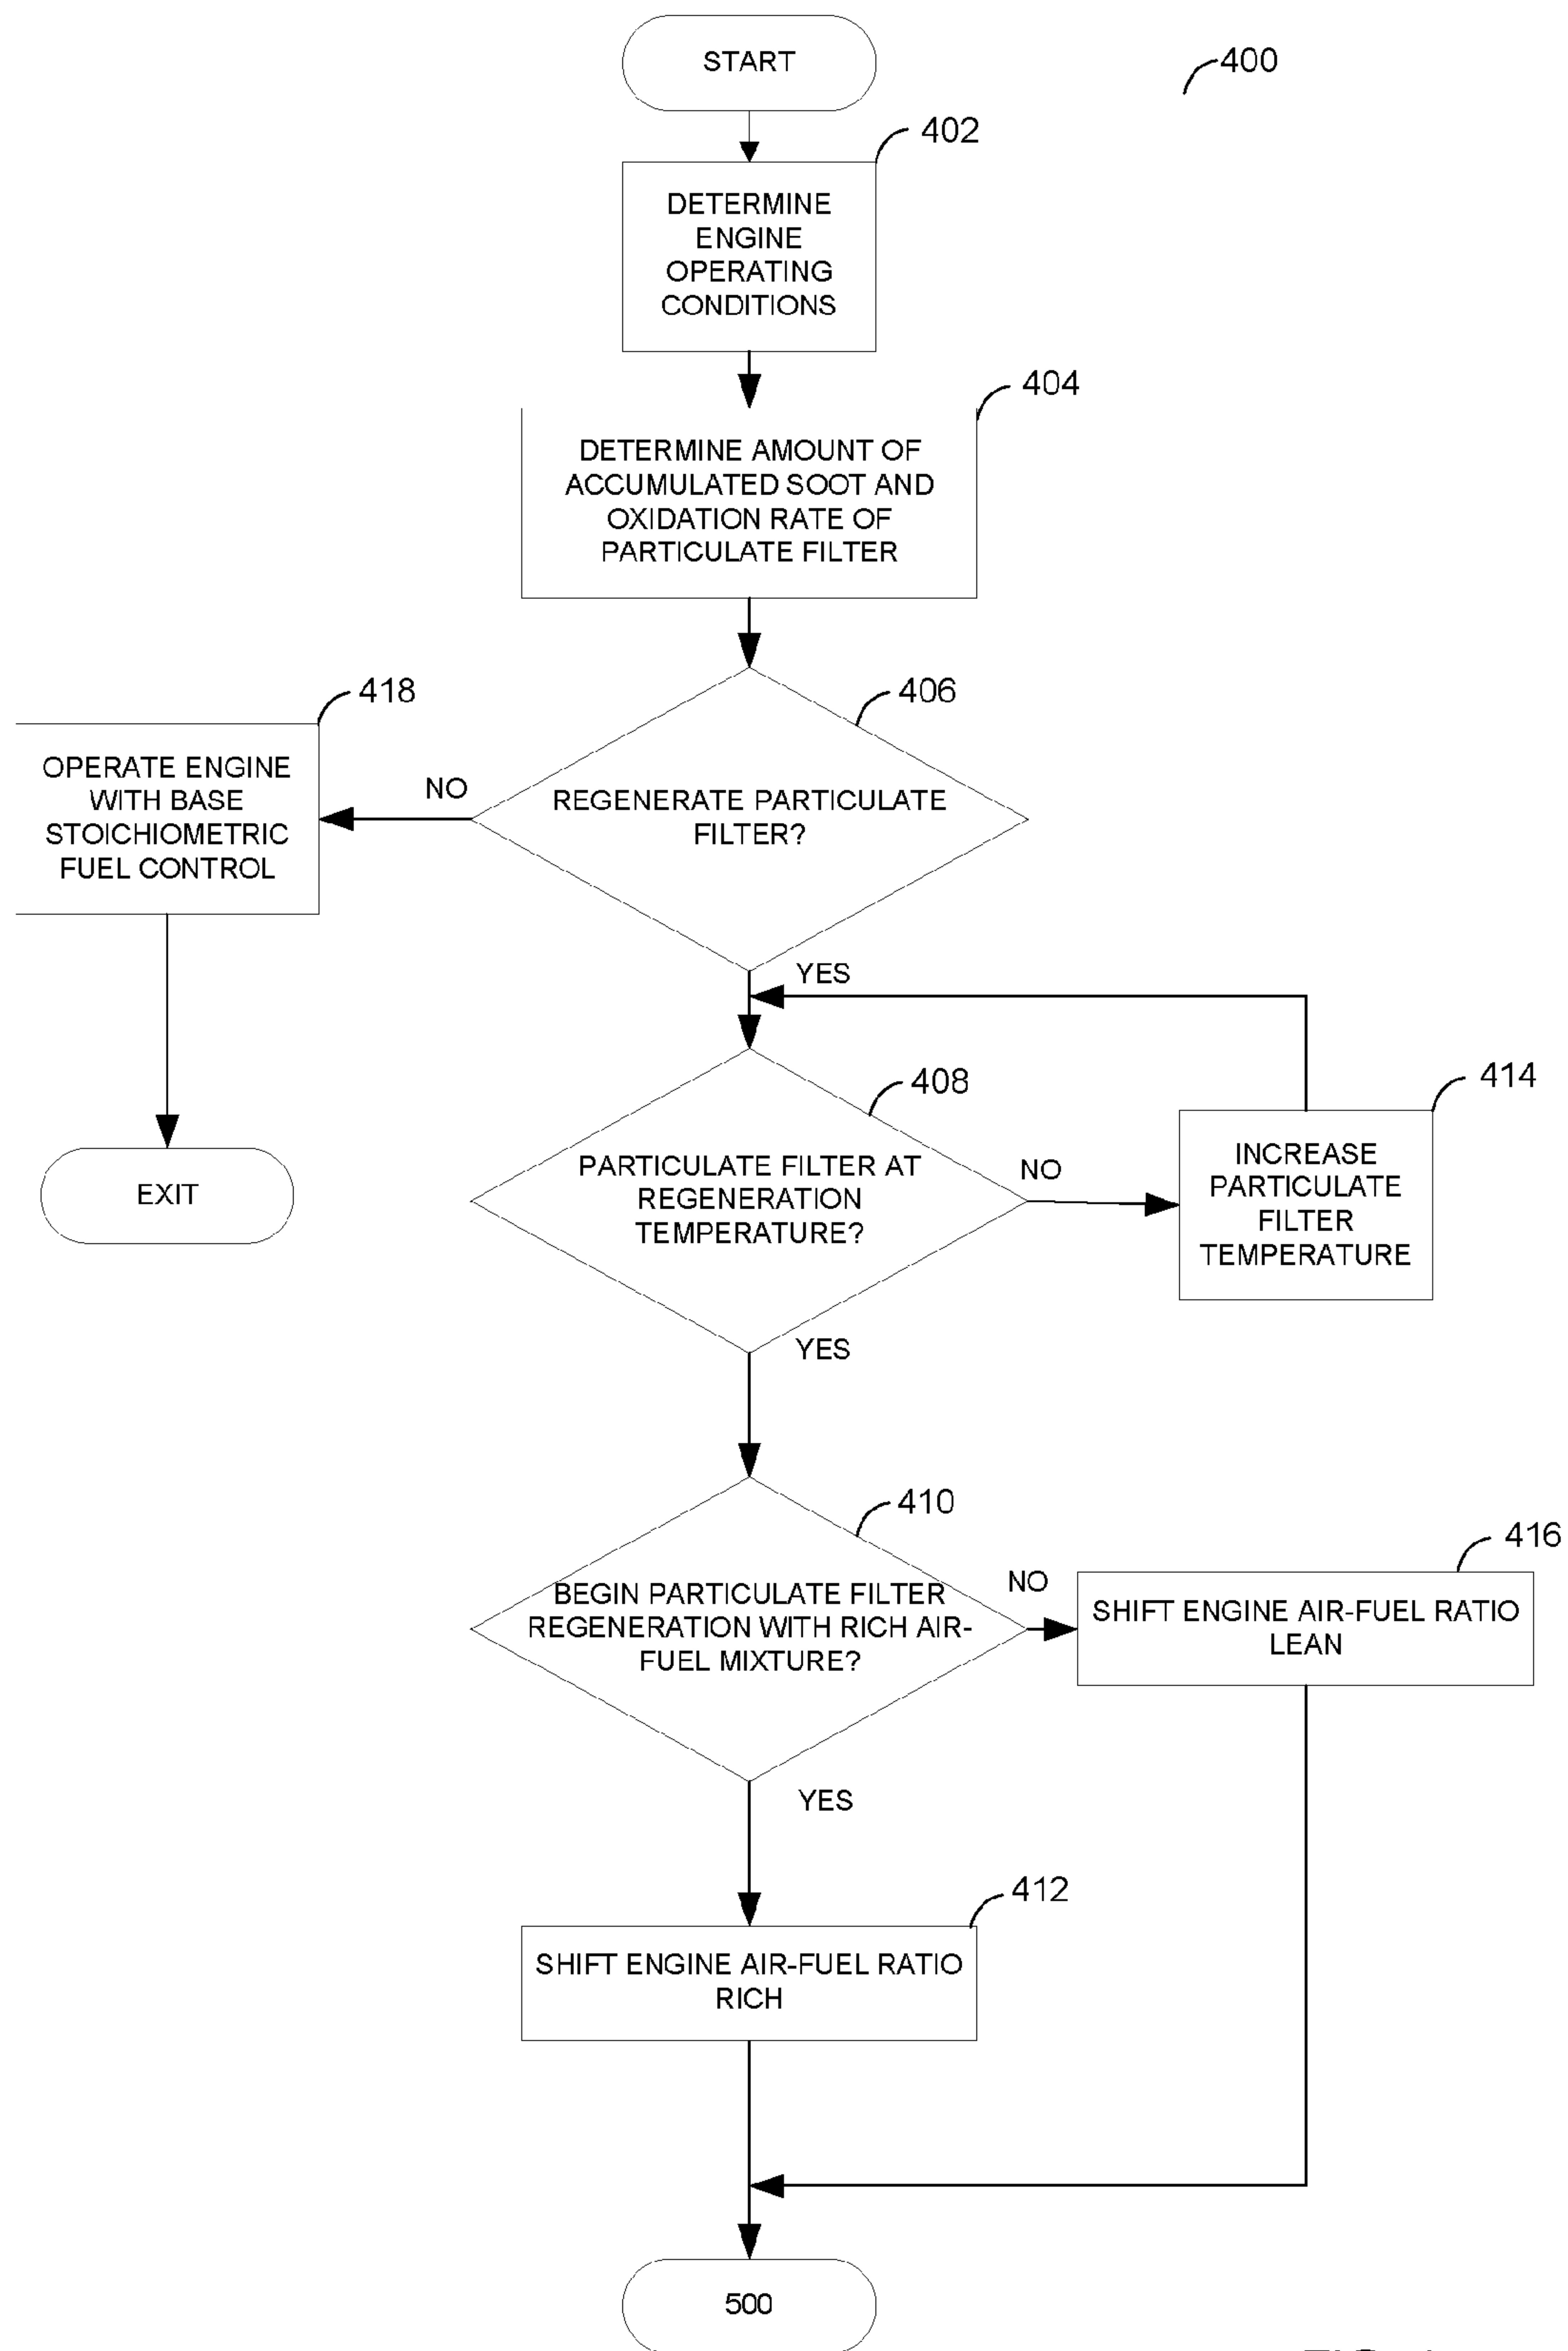 START
400
402
DETERMINE
ENGINE
OPERATING
CONDITIONS
404
DETERMINE AMOUNT OF
ACCUMULATED SOOT AND
OXIDATION RATE OF
PARTICULATE FILTER
418
406
OPERATE ENGINE
WITH BASE
STOICHIOMETRIC
FUEL CONTROL
NO
REGENERATE PARTICULATE
FILTER?
YES
408
414
EXIT
PARTICULATE FILTER AT
REGENERATION
TEMPERATURE?
NO
INCREASE
PARTICULATE
FILTER
TEMPERATURE
YES
410
416
BEGIN PARTICULATE FILTER
REGENERATION WITH RICH AIR-
FUEL MIXTURE?
NO
SHIFT ENGINE AIR-FUEL RATIO
LEAN
YES
412
SHIFT ENGINE AIR-FUEL RATIO
RICH
500